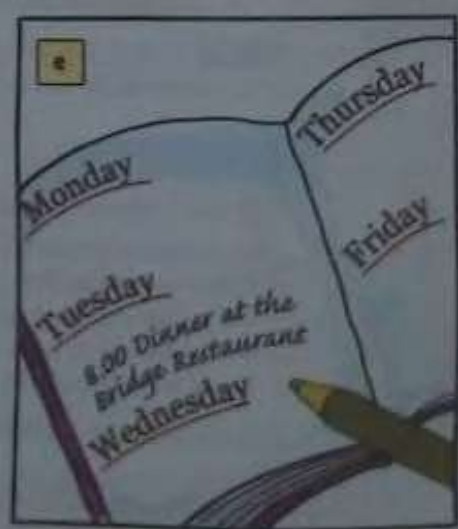 e
Monday
Tuesday
8.00 Dinner at the
Bridge Restaurant
Wednesday
Thursday
Friday